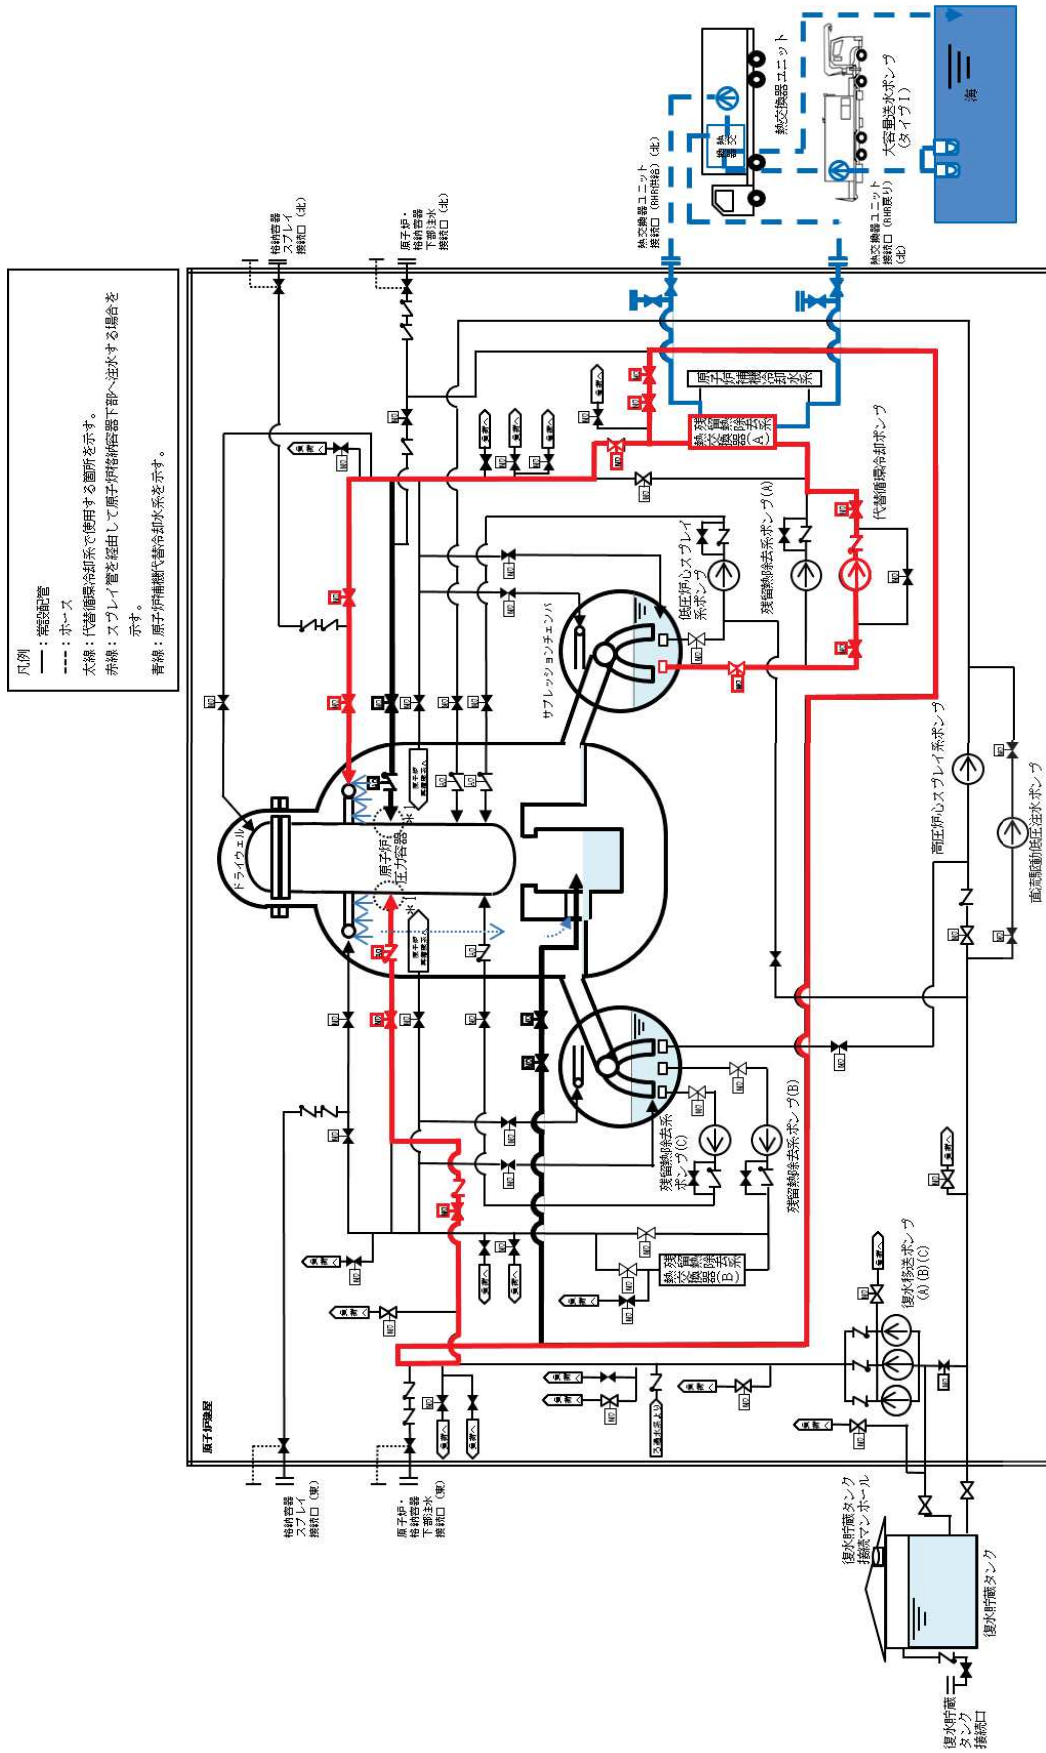 凡例
━━：常設配管
----：ホース
太線：代替循環冷却系で使用する箇所を示す。
赤線：スプレイ管を経由して原子炉格納容器下部へ注水する場合を
示す。
青線：原子炉補機代替冷却水系を示す。
原子炉建屋
格納容器
スプレイ
接続口（北）
原子炉・
格納容器
下部注水
接続口（北）
熱交換器ユニット
接続口（RHR供給）（北）
熱交換器ユニット
熱交
換器
大容量送水ポンプ
（タイプⅠ）
海
熱交換器ユニット
接続口（RHR戻り）
（北）
原子炉補機冷却水系
残留熱除去系
熱交換器（A）
代替循環冷却ポンプ
残留熱除去系ポンプ(A)
低圧炉心スプレイ
系ポンプ
サプレッションチェンバ
ドライウェル
原子炉
圧力容器
*1
*1
高圧炉心スプレイ系ポンプ
直流駆動低圧注水ポンプ
残留熱除去系
ポンプ(C)
残留熱除去系ポンプ(B)
残留熱除去系
熱交換器（B）
復水移送ポンプ
(A)(B)(C)
ろ過水系より
格納容器
スプレイ
接続口（東）
原子炉・
格納容器
下部注水
接続口（東）
復水貯蔵タンク
接続マンホール
復水貯蔵タンク
復水貯蔵
タンク
接続口